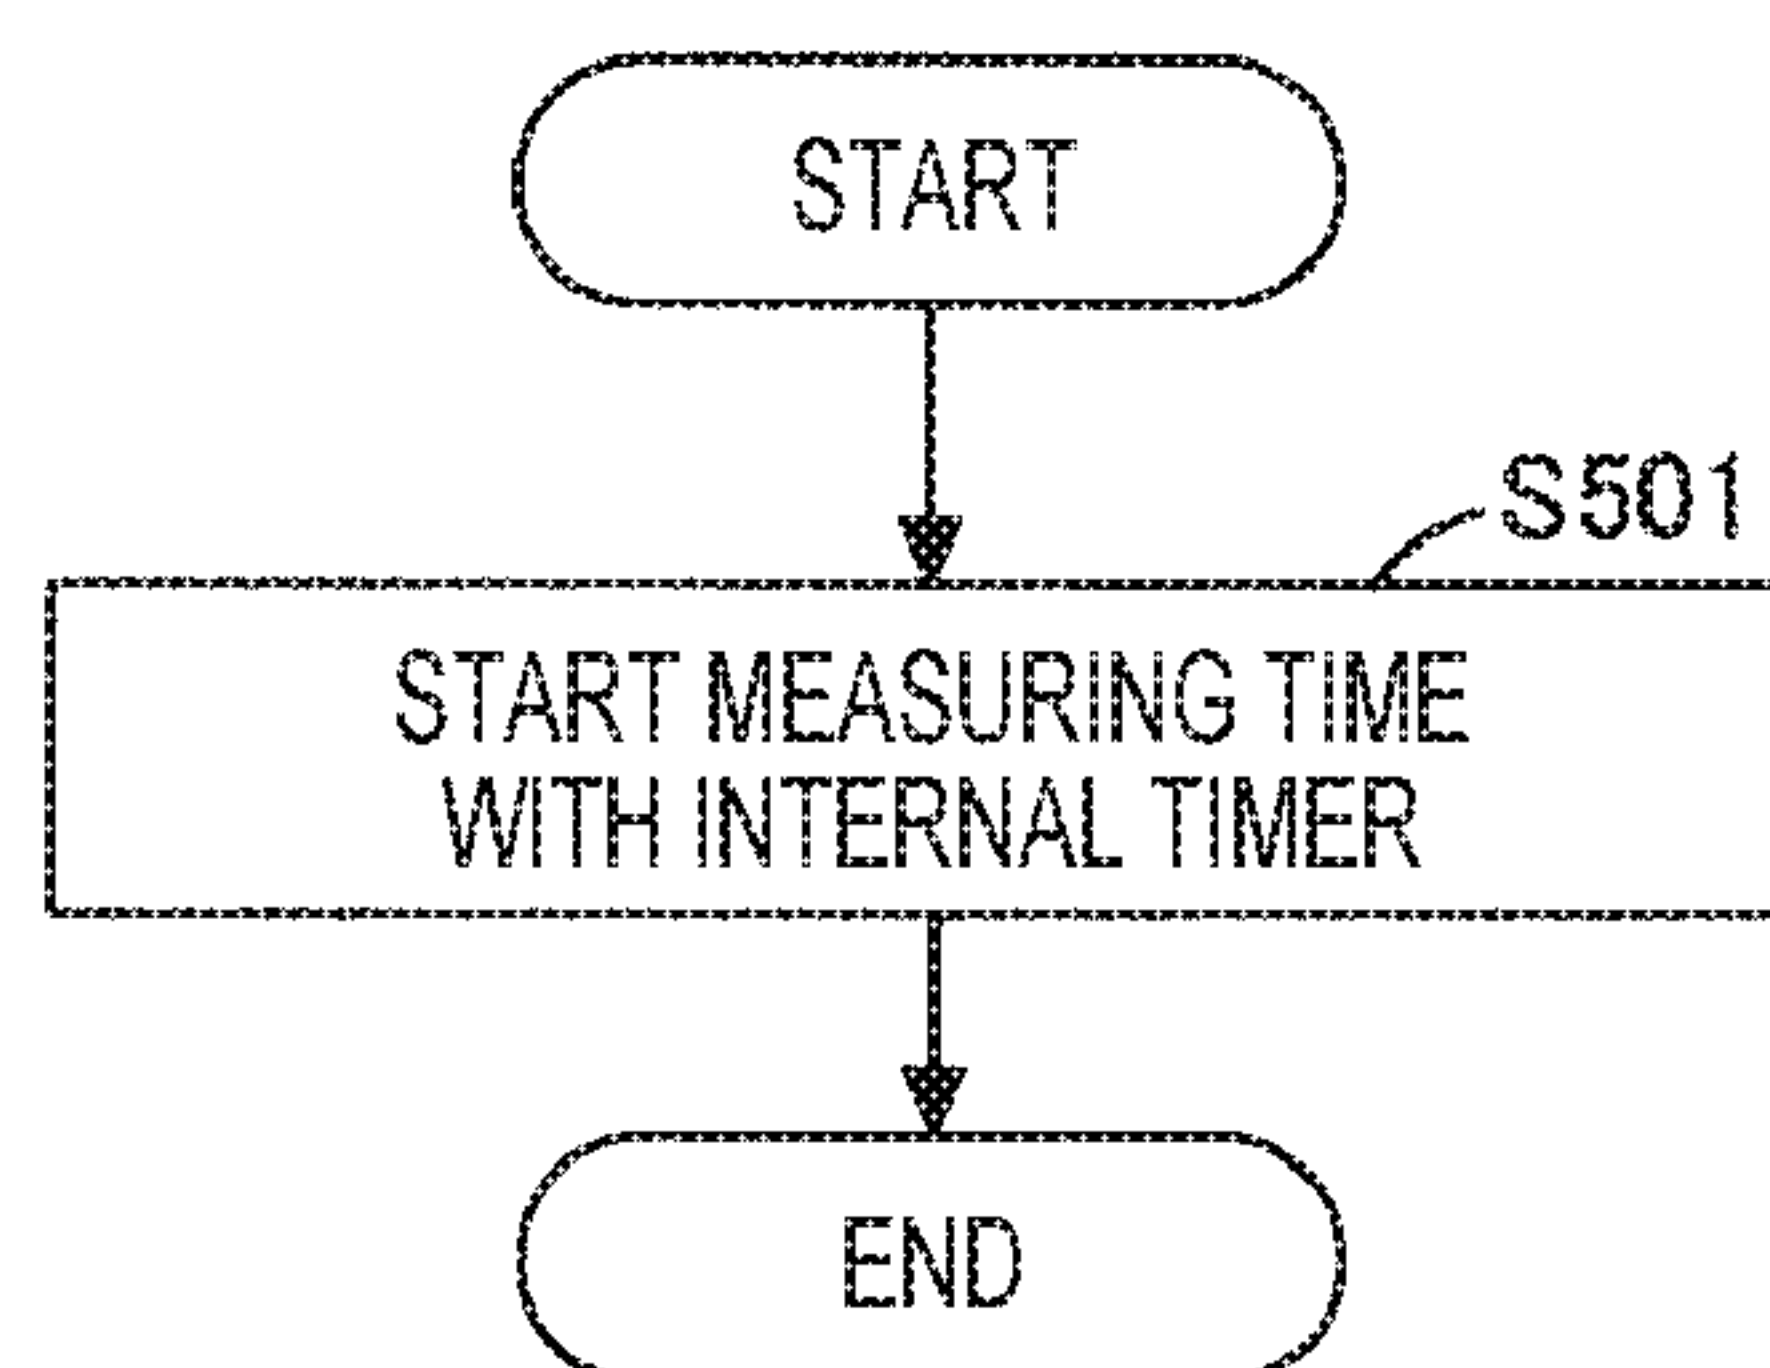 START
S501
START MEASURING TIME
WITH INTERNAL TIMER
END